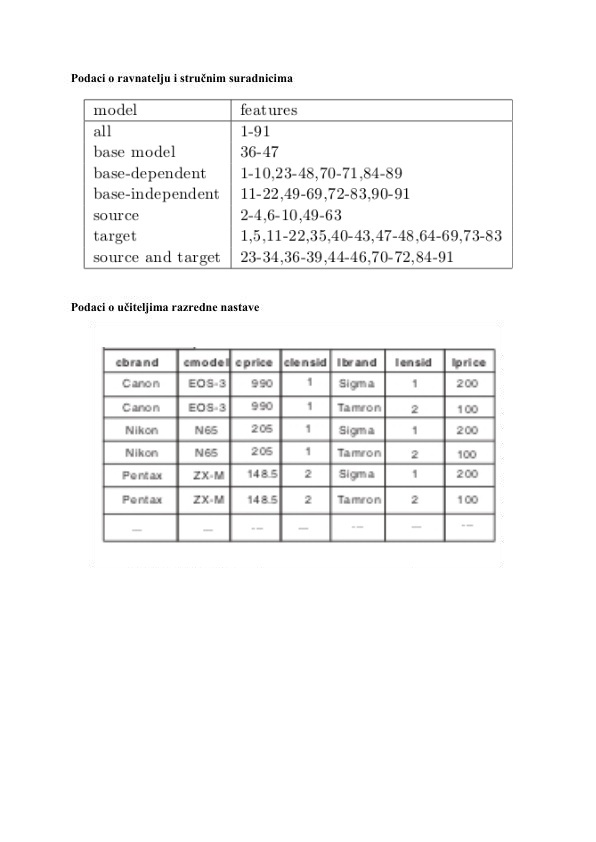 Podaci o ravnatelju i stručnim suradnicima
model features
all 1-91
base model 36-47
base-dependent 1-10,23-48,70-71,84-89
base-independent 11-22,49-69,72-83,90-91
source 2-4,6-10,49-63
target 1,5,11-22,35,40-43,47-48,64-69,73-83
source and target 23-34,36-39,44-46,70-72,84-91
Podaci o učiteljima razredne nastave
cbrand cmodel cprice clensid lbrand lensid lprice
Canon EOS-3 990 1 Sigma 1 200
Canon EOS-3 990 1 Tamron 2 100
Nikon N65 205 1 Sigma 1 200
Nikon N65 205 1 Tamron 2 100
Pentax ZX-M 148.5 2 Sigma 1 200
Pentax ZX-M 148.5 2 Tamron 2 100
... ... ... ... ... ... ...